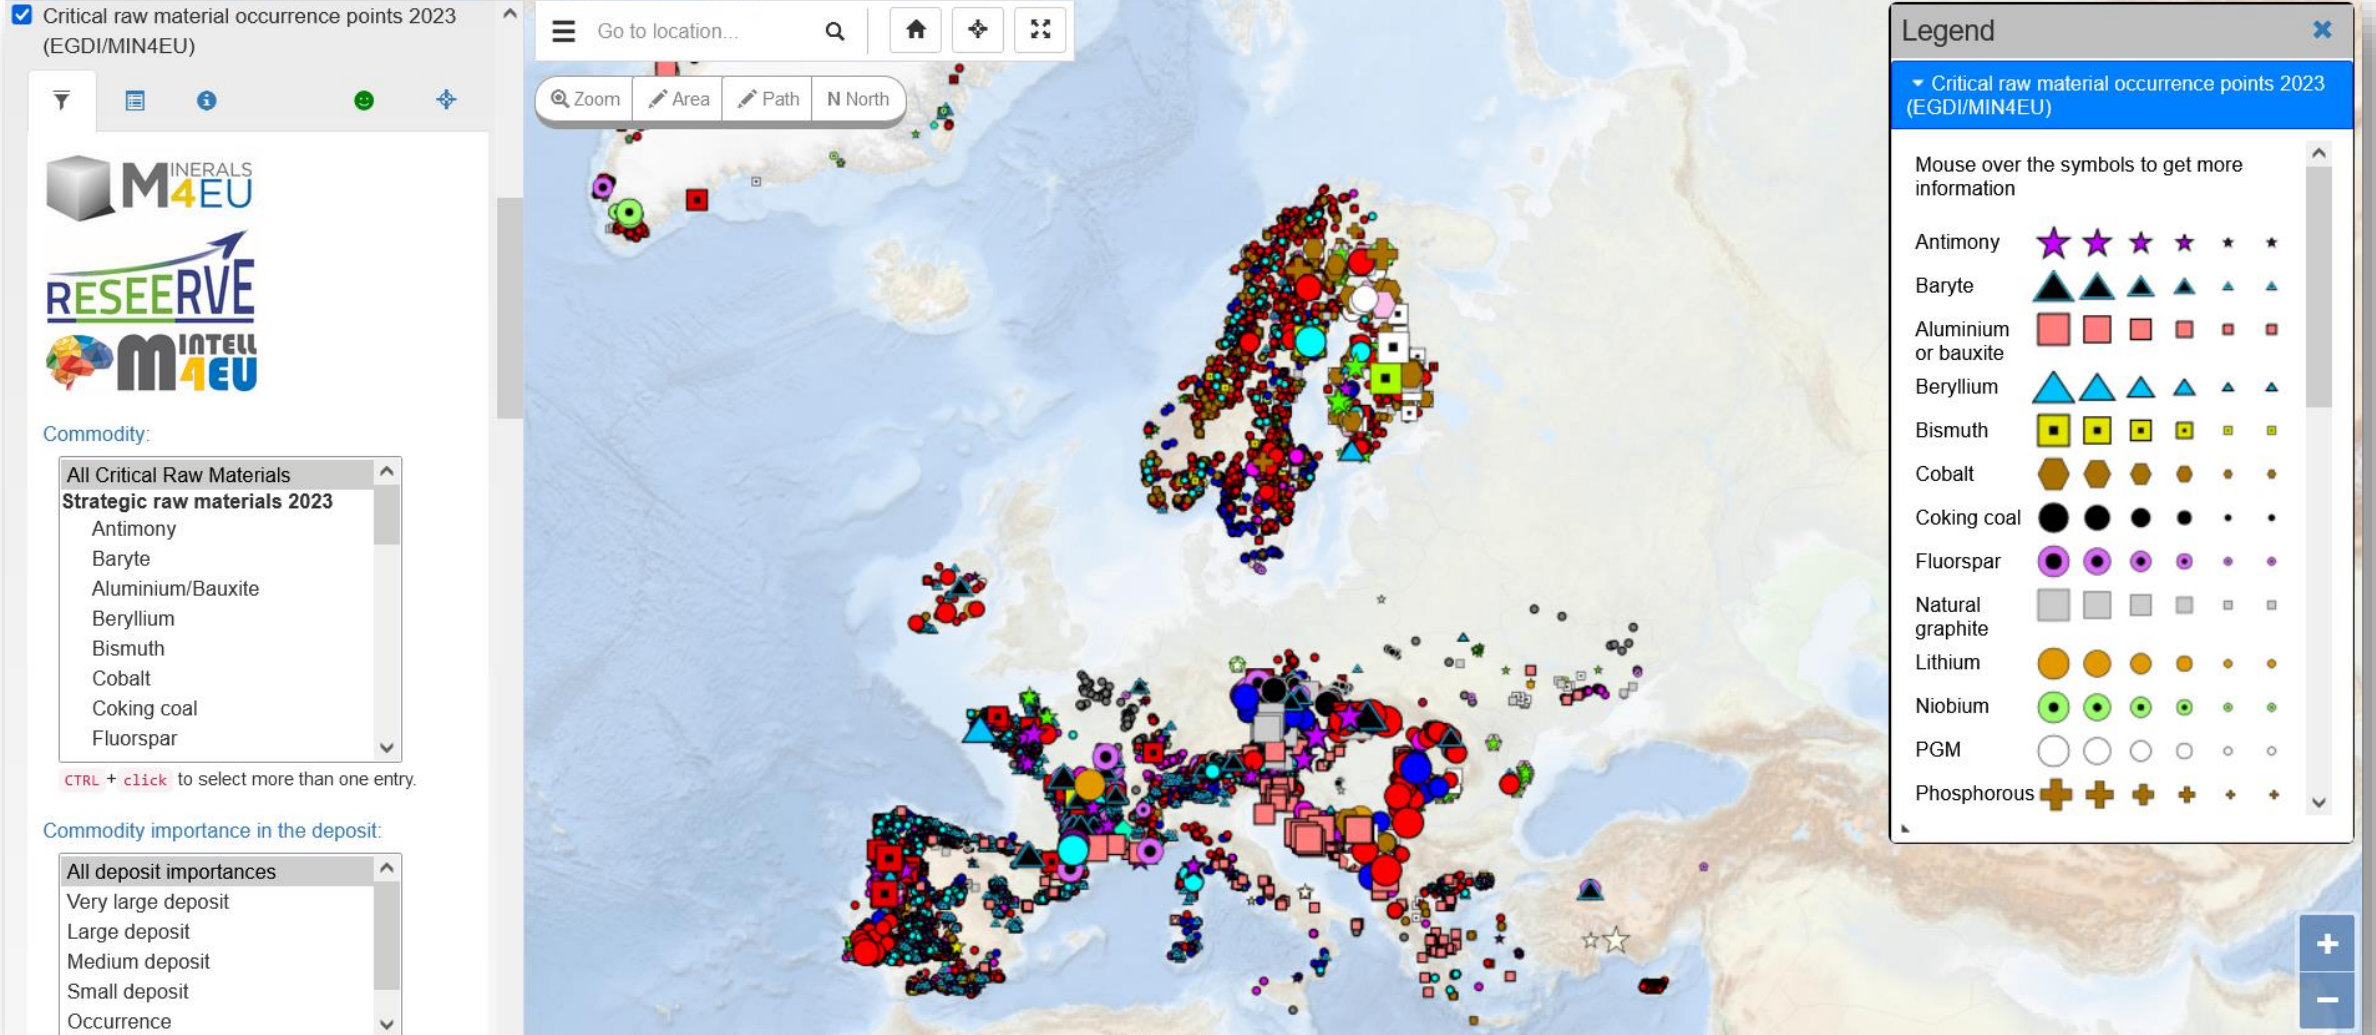 Critical raw material occurrence points 2023
(EGDI/MIN4EU)
MINERALS
4EU
RESEERVE
MINTELL
4EU
Commodity:
All Critical Raw Materials
Strategic raw materials 2023
Antimony
Baryte
Aluminium/Bauxite
Beryllium
Bismuth
Cobalt
Coking coal
Fluorspar
CTRL + click to select more than one entry.
Commodity importance in the deposit:
All deposit importances
Very large deposit
Large deposit
Medium deposit
Small deposit
Occurrence
Go to location...
Zoom
Area
Path
N North
Legend
Critical raw material occurrence points 2023
(EGDI/MIN4EU)
Mouse over the symbols to get more
information
Antimony
Baryte
Aluminium
or bauxite
Beryllium
Bismuth
Cobalt
Coking coal
Fluorspar
Natural
graphite
Lithium
Niobium
PGM
Phosphorous